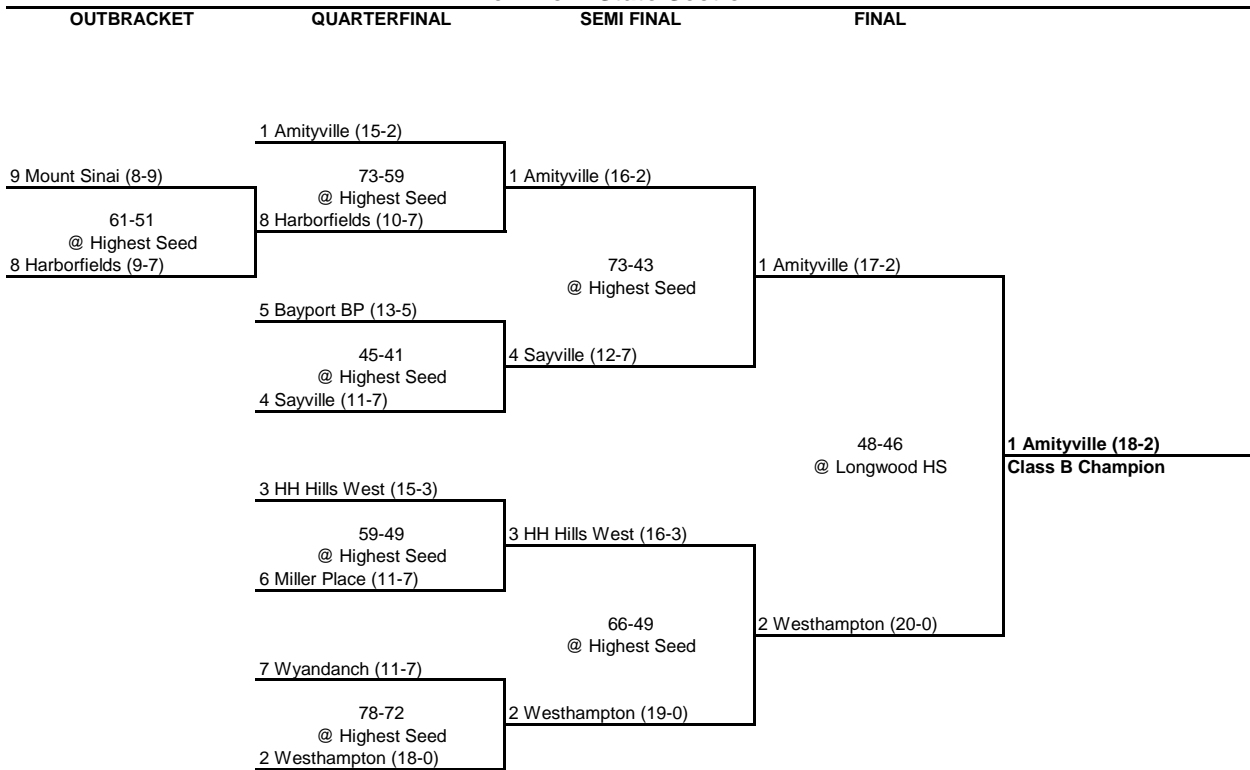 OUTBRACKET QUARTERFINAL SEMI FINAL FINAL
1 Amityville (15-2)
9 Mount Sinai (8-9) 73-59 1 Amityville (16-2)
@ Highest Seed
61-51 8 Harborfields (10-7)
@ Highest Seed
8 Harborfields (9-7) 73-43 1 Amityville (17-2)
@ Highest Seed
5 Bayport BP (13-5)
45-41 4 Sayville (12-7)
@ Highest Seed
4 Sayville (11-7)
48-46 1 Amityville (18-2)
@ Longwood HS Class B Champion
3 HH Hills West (15-3)
59-49 3 HH Hills West (16-3)
@ Highest Seed
6 Miller Place (11-7)
66-49 2 Westhampton (20-0)
@ Highest Seed
7 Wyandanch (11-7)
78-72 2 Westhampton (19-0)
@ Highest Seed
2 Westhampton (18-0)